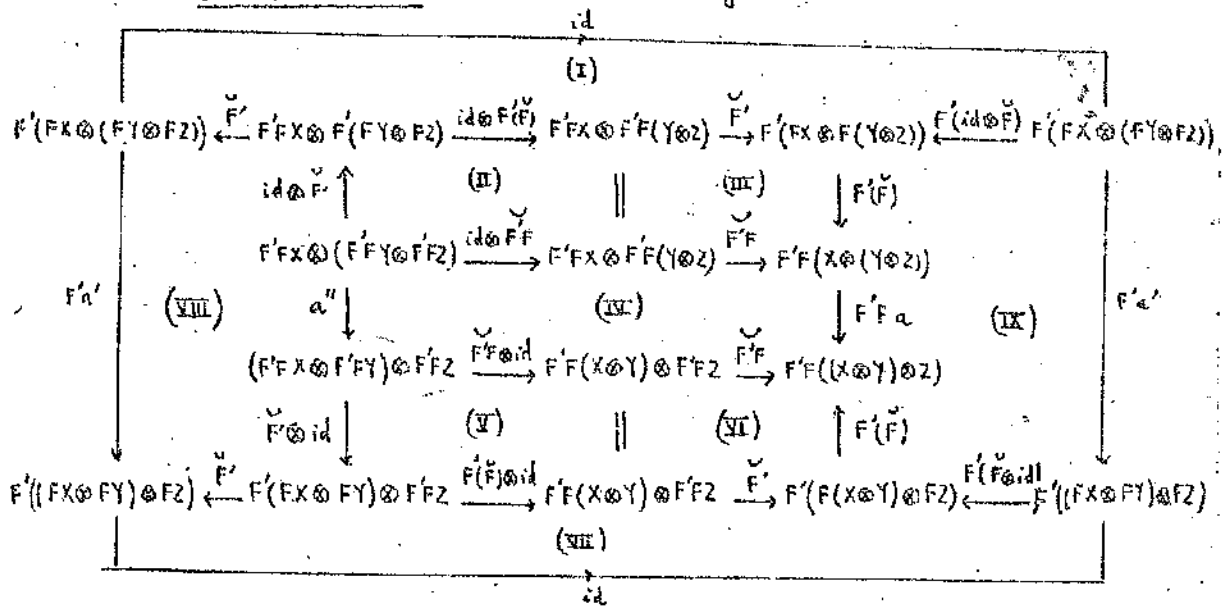 id
(I)
F'(FX⊗(FY⊗FZ)) ←F̆'— F'FX⊗F'(FY⊗FZ) —id⊗F'(F̆)→ F'FX⊗F'F(Y⊗Z) —F̆'→ F'(FX⊗F(Y⊗Z)) ←F'(id⊗F̆)— F'(FX⊗(FY⊗FZ))
id⊗F̆' ↑ (II) || (III) ↓ F'(F̆)
F'FX⊗(F'FY⊗F'FZ) —id⊗F̆'F→ F'FX⊗F'F(Y⊗Z) —F̆'F→ F'F(X⊗(Y⊗Z))
F'a' (VIII) a'' ↓ (IV) ↓ F'Fa (IX) F'a'
(F'FX⊗F'FY)⊗F'FZ —F̆'F⊗id→ F'F(X⊗Y)⊗F'FZ —F̆'F→ F'F((X⊗Y)⊗Z)
F̆'⊗id ↓ (V) || (VI) ↑ F'(F̆)
F'((FX⊗FY)⊗FZ) ←F̆'— F'(FX⊗FY)⊗F'FZ —F'(F̆)⊗id→ F'F(X⊗Y)⊗F'FZ —F̆'→ F'(F(X⊗Y)⊗FZ) ←F'(F̆⊗id)— F'((FX⊗FY)⊗FZ)
(VII)
id